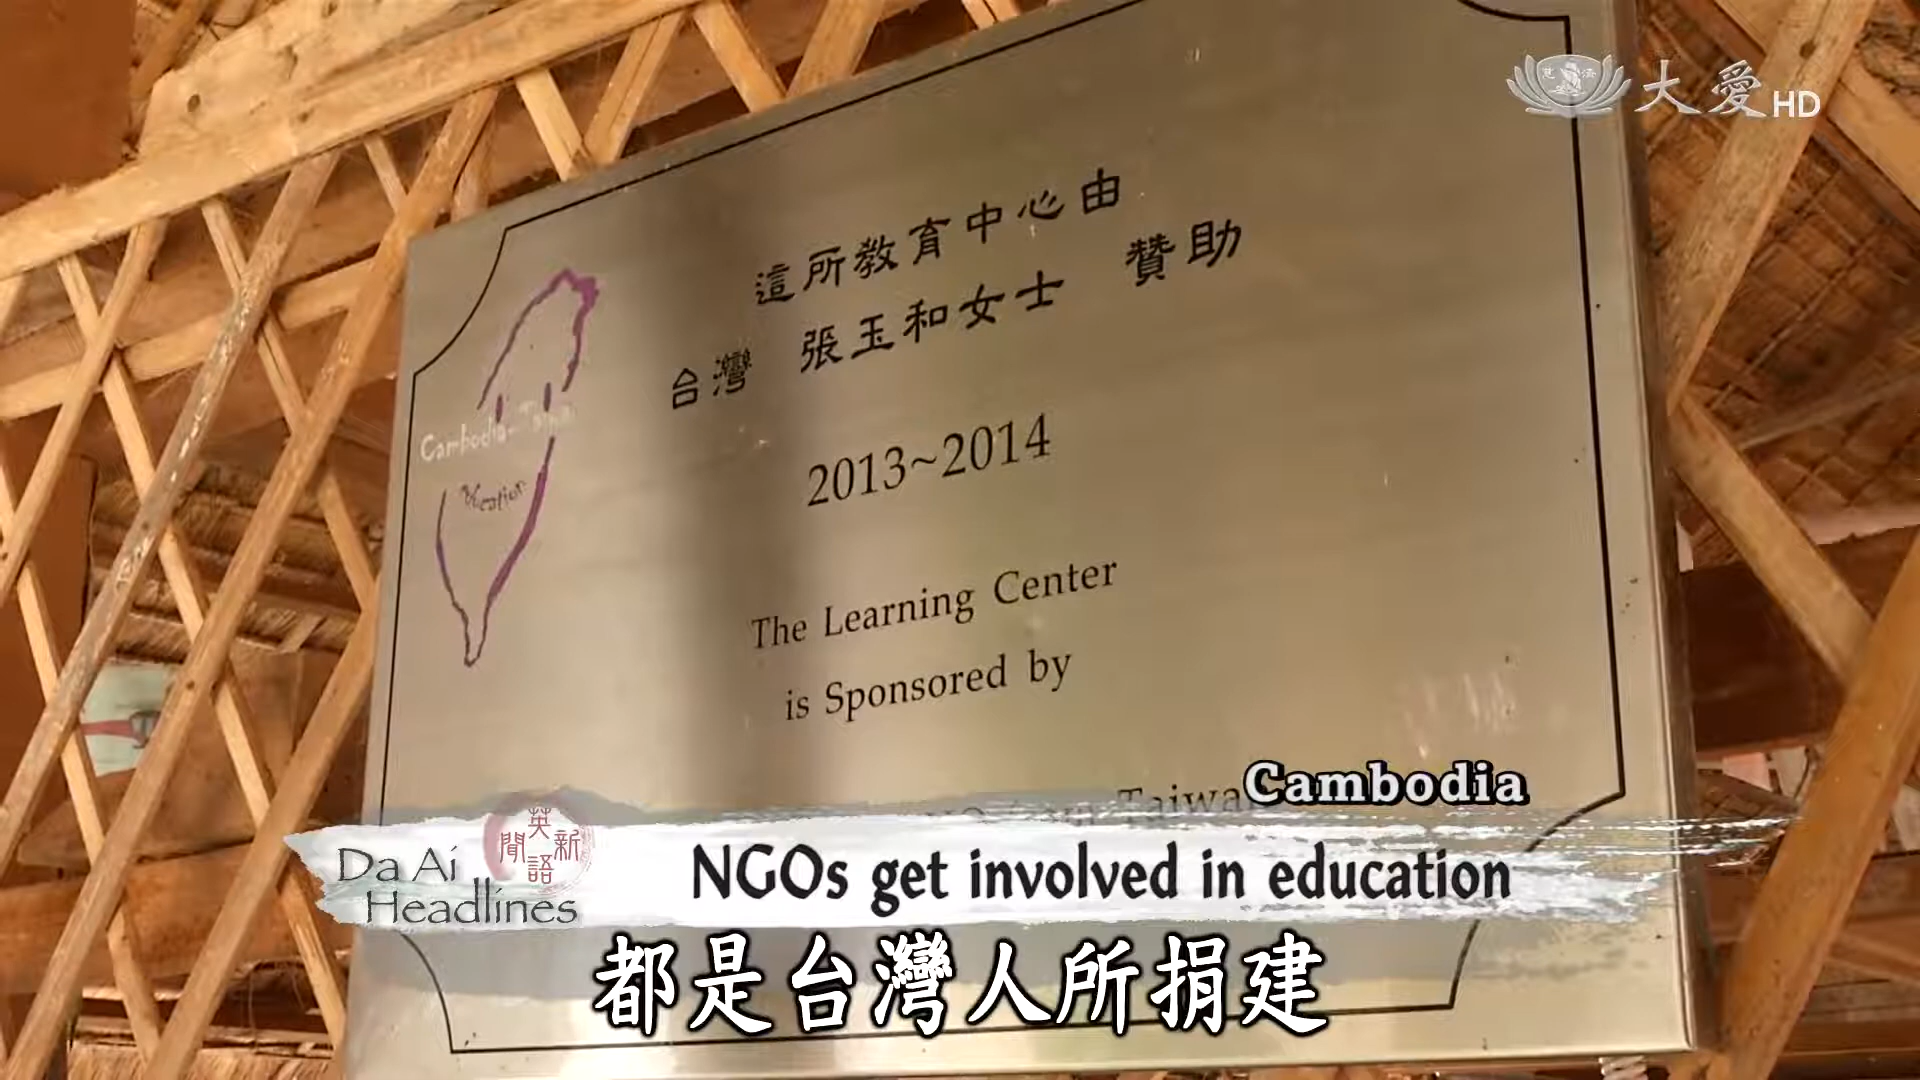 大愛HD
這所教育中心由
台灣 張玉和女士 贊助
2013~2014
Cambodia-Taiwan
Education
The Learning Center
is Sponsored by
Taiwan
Cambodia
Da Ai
Headlines
英語新聞
NGOs get involved in education
都是台灣人所捐建